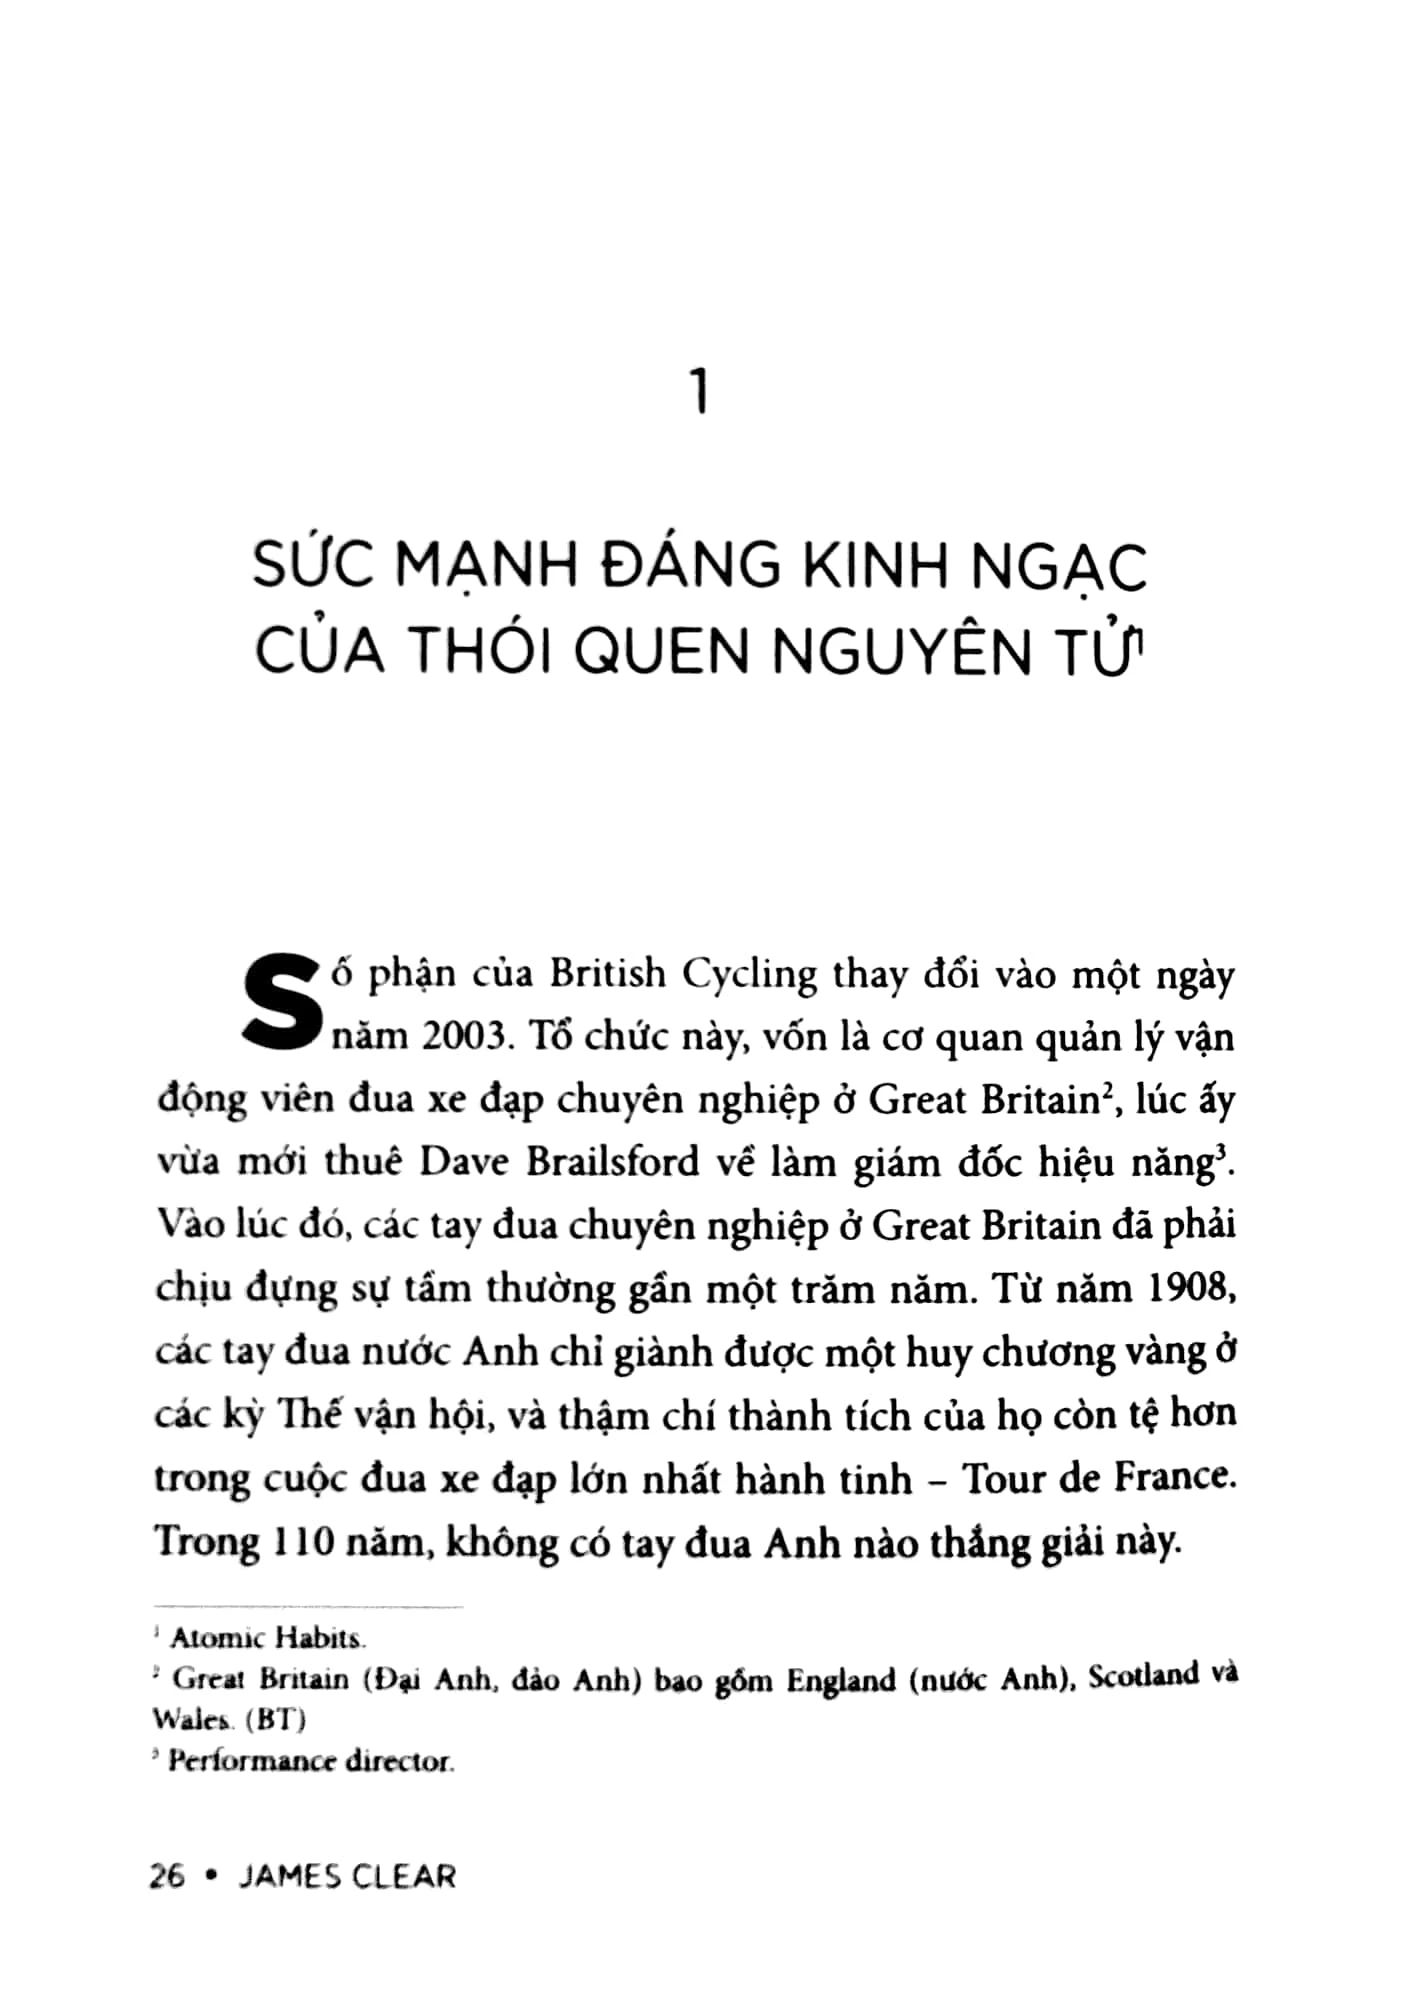 1
SỨC MẠNH ĐÁNG KINH NGẠC
CỦA THÓI QUEN NGUYÊN TỬ¹
Số phận của British Cycling thay đổi vào một ngày
năm 2003. Tổ chức này, vốn là cơ quan quản lý vận
động viên đua xe đạp chuyên nghiệp ở Great Britain², lúc ấy
vừa mới thuê Dave Brailsford về làm giám đốc hiệu năng³.
Vào lúc đó, các tay đua chuyên nghiệp ở Great Britain đã phải
chịu đựng sự tầm thường gần một trăm năm. Từ năm 1908,
các tay đua nước Anh chỉ giành được một huy chương vàng ở
các kỳ Thế vận hội, và thậm chí thành tích của họ còn tệ hơn
trong cuộc đua xe đạp lớn nhất hành tinh – Tour de France.
Trong 110 năm, không có tay đua Anh nào thắng giải này.
¹ Atomic Habits.
² Great Britain (Đại Anh, đảo Anh) bao gồm England (nước Anh), Scotland và
Wales. (BT)
³ Performance director.
26 • JAMES CLEAR